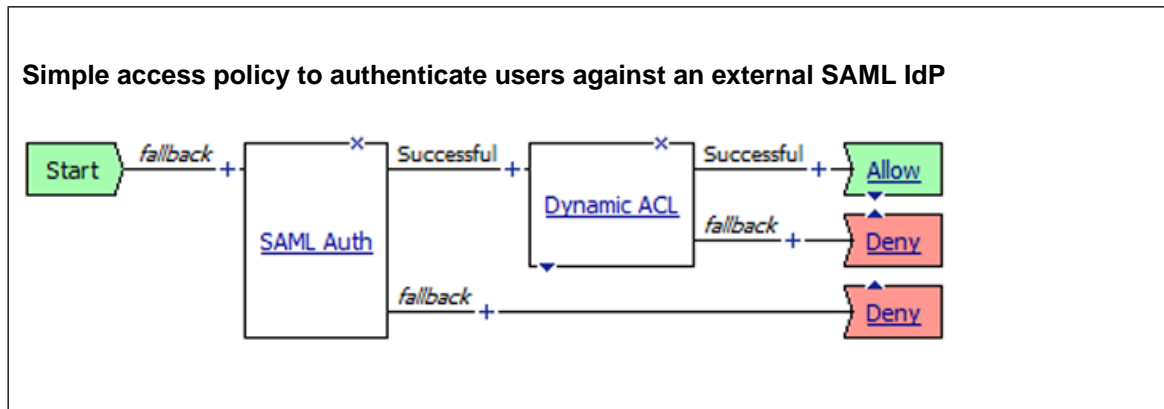 Simple access policy to authenticate users against an external SAML IdP
Start
fallback
SAML Auth
Successful
Dynamic ACL
Successful
Allow
fallback
Deny
fallback
Deny